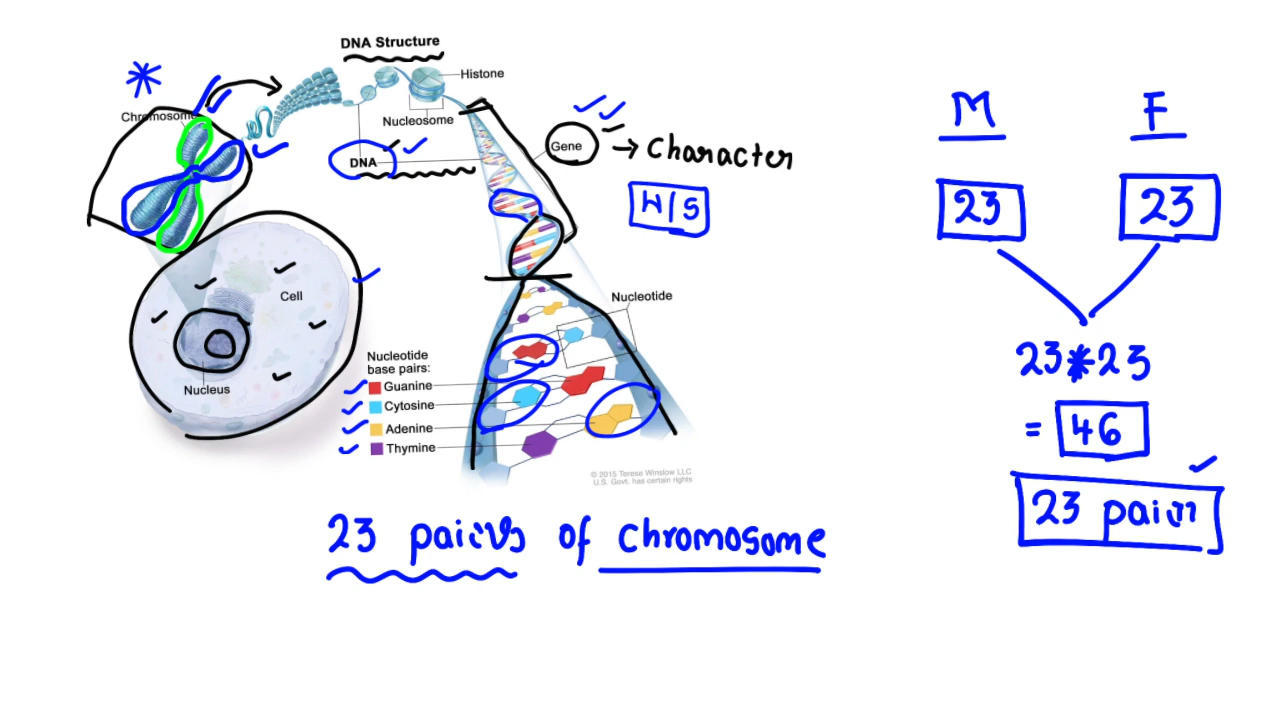 DNA Structure
Chromosome
Histone
Nucleosome
DNA
Gene
→ Character
H/S
Cell
Nucleus
Nucleotide
Nucleotide
base pairs:
Guanine
Cytosine
Adenine
Thymine
© 2015 Terese Winslow LLC
U.S. Govt. has certain rights
23 pairs of chromosome
M F
23 23
23*23
= 46
23 pairs